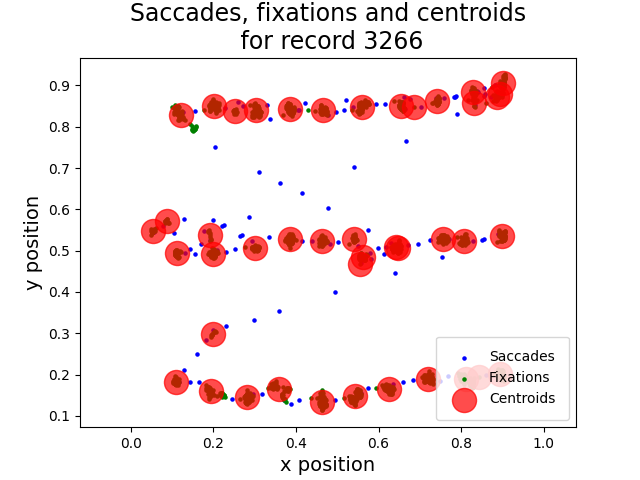 Saccades, fixations and centroids
for record 3266
y position
0.9
0.8
0.7
0.6
0.5
0.4
0.3
0.2
0.1
Saccades
Fixations
Centroids
0.0 0.2 0.4 0.6 0.8 1.0
x position